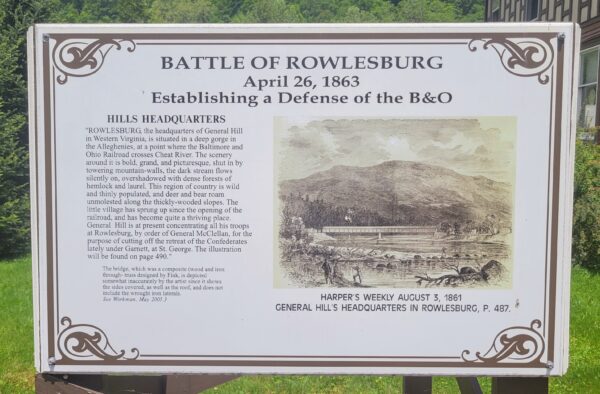 BATTLE OF ROWLESBURG
April 26, 1863
Establishing a Defense of the B&O
HILLS HEADQUARTERS
"ROWLESBURG, the headquarters of General Hill
in Western Virginia, is situated in a deep gorge in
the Alleghenies, at a point where the Baltimore and
Ohio Railroad crosses Cheat River. The scenery
around it is bold, grand, and picturesque, shut in by
towering mountain-walls, the dark stream flows
silently on, overshadowed with dense forests of
hemlock and laurel. This region of country is wild
and thinly populated, and deer and bear roam
unmolested along the thickly-wooded slopes. The
little village has sprung up since the opening of the
railroad, and has become quite a thriving place.
General. Hill is at present concentrating all his troops
at Rowlesburg, by order of General McClellan, for the
purpose of cutting off the retreat of the Confederates
lately under Garnett, at St. George. The illustration
will be found on page 490."
The bridge, which was a composite (wood and iron
through- truss designed by Fink, is depicted
somewhat inaccurately by the artist since it shows
the sides covered, as well as the roof, and does not
include the wrought iron
See Workman, May 2005.5
HARPER'S WEEKLY AUGUST 3, 1861
GENERAL HILL'S HEADQUARTERS IN ROWLESBURG, P. 487.